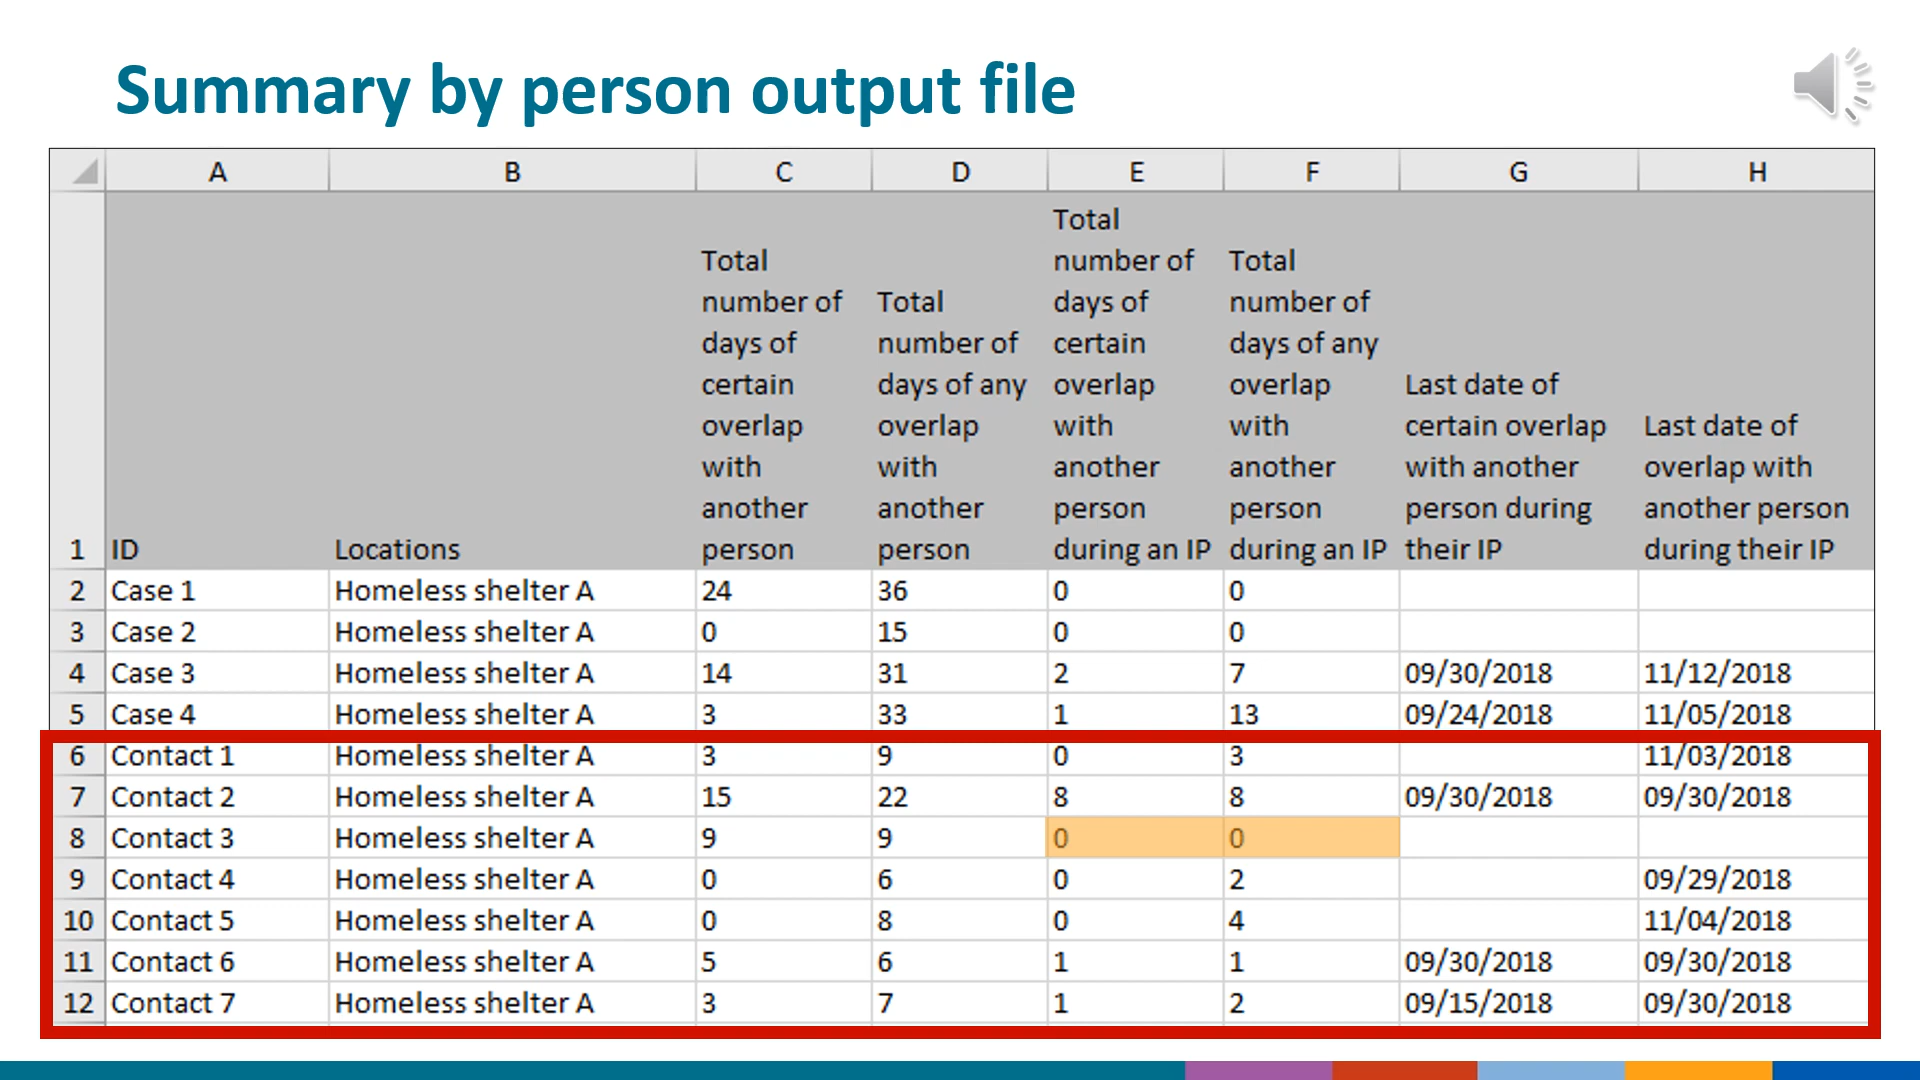 Summary by person output file
A B C D E F G H
Total
Total number of Total
number of days of number of
days of Total certain days of any
certain number of overlap overlap Last date of
overlap days of any with with certain overlap Last date of
with overlap another another with another overlap with
another with person person person during another person
1 ID Locations person another person during an IP during an IP their IP during their IP
2 Case 1 Homeless shelter A 24 36 0 0
3 Case 2 Homeless shelter A 0 15 0 0
4 Case 3 Homeless shelter A 14 31 2 7 09/30/2018 11/12/2018
5 Case 4 Homeless shelter A 3 33 1 13 09/24/2018 11/05/2018
6 Contact 1 Homeless shelter A 3 9 0 3 11/03/2018
7 Contact 2 Homeless shelter A 15 22 8 8 09/30/2018 09/30/2018
8 Contact 3 Homeless shelter A 9 9 0 0
9 Contact 4 Homeless shelter A 0 6 0 2 09/29/2018
10 Contact 5 Homeless shelter A 0 8 0 4 11/04/2018
11 Contact 6 Homeless shelter A 5 6 1 1 09/30/2018 09/30/2018
12 Contact 7 Homeless shelter A 3 7 1 2 09/15/2018 09/30/2018